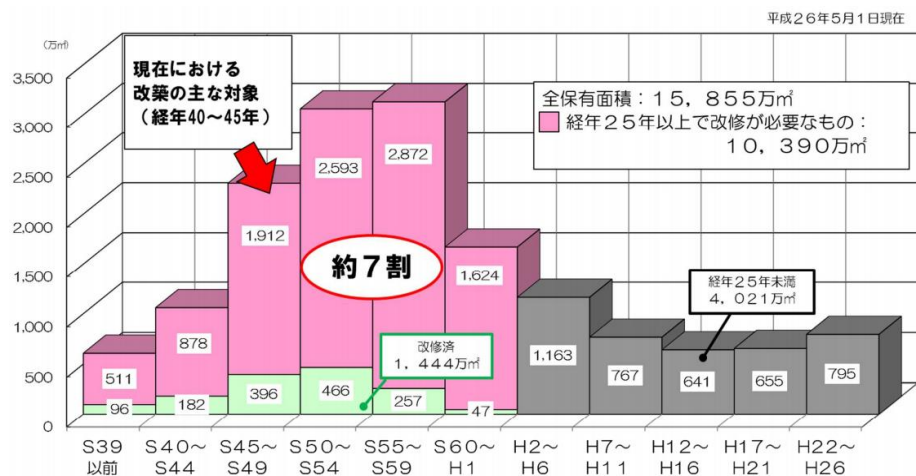 平成２６年５月１日現在
(万㎡)
3,500
3,000
2,500
2,000
1,500
1,000
500
0
現在における
改築の主な対象
（経年40～45年）
全保有面積：１５，８５５万㎡
経年２５年以上で改修が必要なもの：
１０，３９０万㎡
約７割
改修済
１，４４４万㎡
経年２５年未満
４，０２１万㎡
511
878
1,912
2,593
2,872
1,624
1,163
767
641
655
795
96
182
396
466
257
47
S39
以前
S40～
S44
S45～
S49
S50～
S54
S55～
S59
S60～
H1
H2～
H6
H7～
H11
H12～
H16
H17～
H21
H22～
H26